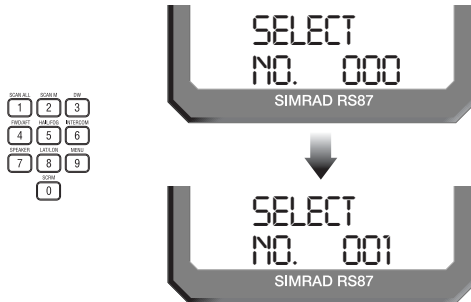 SELECT
NO. 000
SIMRAD RS87
SCAN ALL SCAN M DW
1 2 3
FWD/AFT HAIL/FOG INTERCOM
4 5 6
SPEAKER LAT/LON MENU
7 8 9
SCRM
0
SELECT
NO. 001
SIMRAD RS87